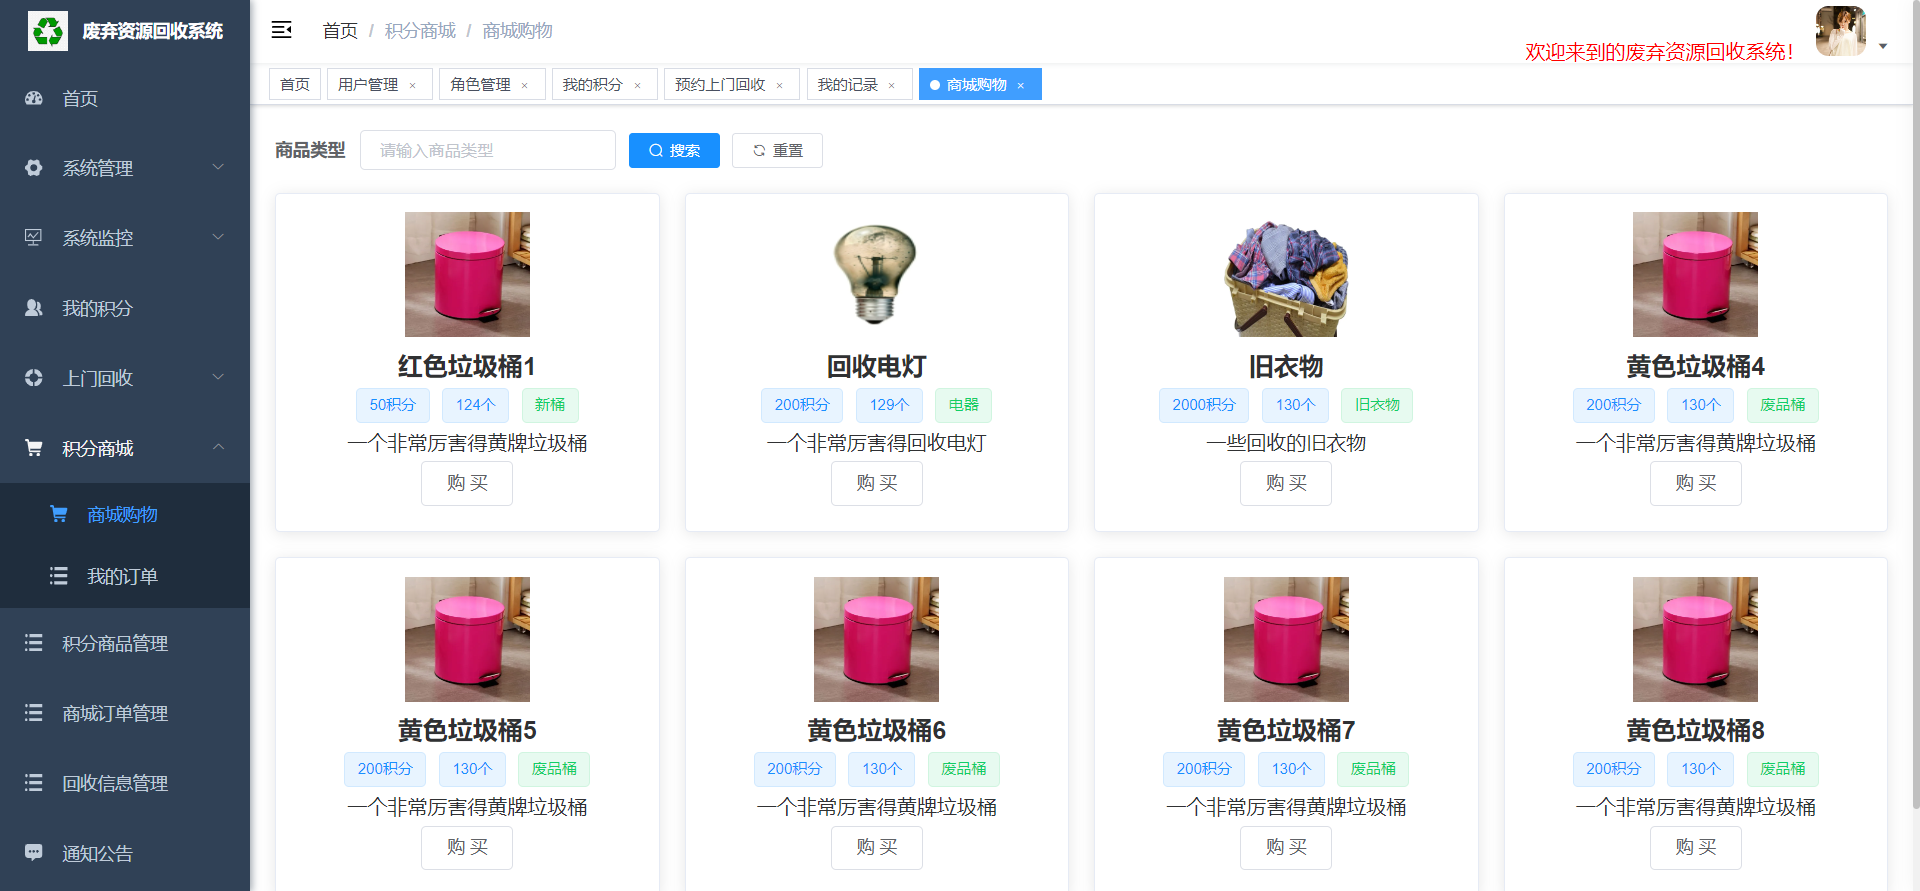 废弃资源回收系统
首页
系统管理
系统监控
我的积分
上门回收
积分商城
商城购物
我的订单
积分商品管理
商城订单管理
回收信息管理
通知公告
首页 / 积分商城 / 商城购物
欢迎来到的废弃资源回收系统!
首页 用户管理 × 角色管理 × 我的积分 × 预约上门回收 × 我的记录 × 商城购物 ×
商品类型 请输入商品类型 搜索 重置
红色垃圾桶1
50积分 124个 新桶
一个非常厉害得黄牌垃圾桶
购 买
回收电灯
200积分 129个 电器
一个非常厉害得回收电灯
购 买
旧衣物
2000积分 130个 旧衣物
一些回收的旧衣物
购 买
黄色垃圾桶4
200积分 130个 废品桶
一个非常厉害得黄牌垃圾桶
购 买
黄色垃圾桶5
200积分 130个 废品桶
一个非常厉害得黄牌垃圾桶
购 买
黄色垃圾桶6
200积分 130个 废品桶
一个非常厉害得黄牌垃圾桶
购 买
黄色垃圾桶7
200积分 130个 废品桶
一个非常厉害得黄牌垃圾桶
购 买
黄色垃圾桶8
200积分 130个 废品桶
一个非常厉害得黄牌垃圾桶
购 买